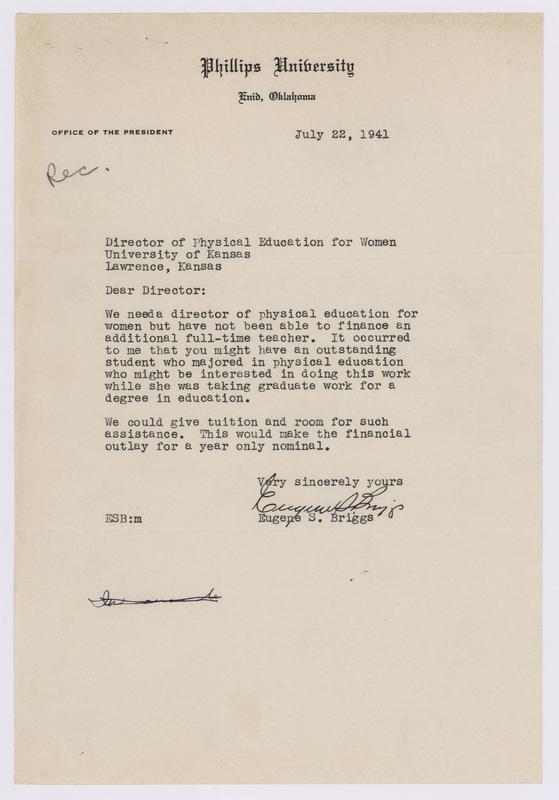 Phillips University
Enid, Oklahoma
OFFICE OF THE PRESIDENT
July 22, 1941
Rec.
Director of Physical Education for Women
University of Kansas
Lawrence, Kansas
Dear Director:
We needa director of physical education for
women but have not been able to finance an
additional full-time teacher. It occurred
to me that you might have an outstanding
student who majored in physical education
who might be interested in doing this work
while she was taking graduate work for a
degree in education.
We could give tuition and room for such
assistance. This would make the financial
outlay for a year only nominal.
Very sincerely yours
Eugene S. Briggs
ESB:m
Eugene S. Briggs